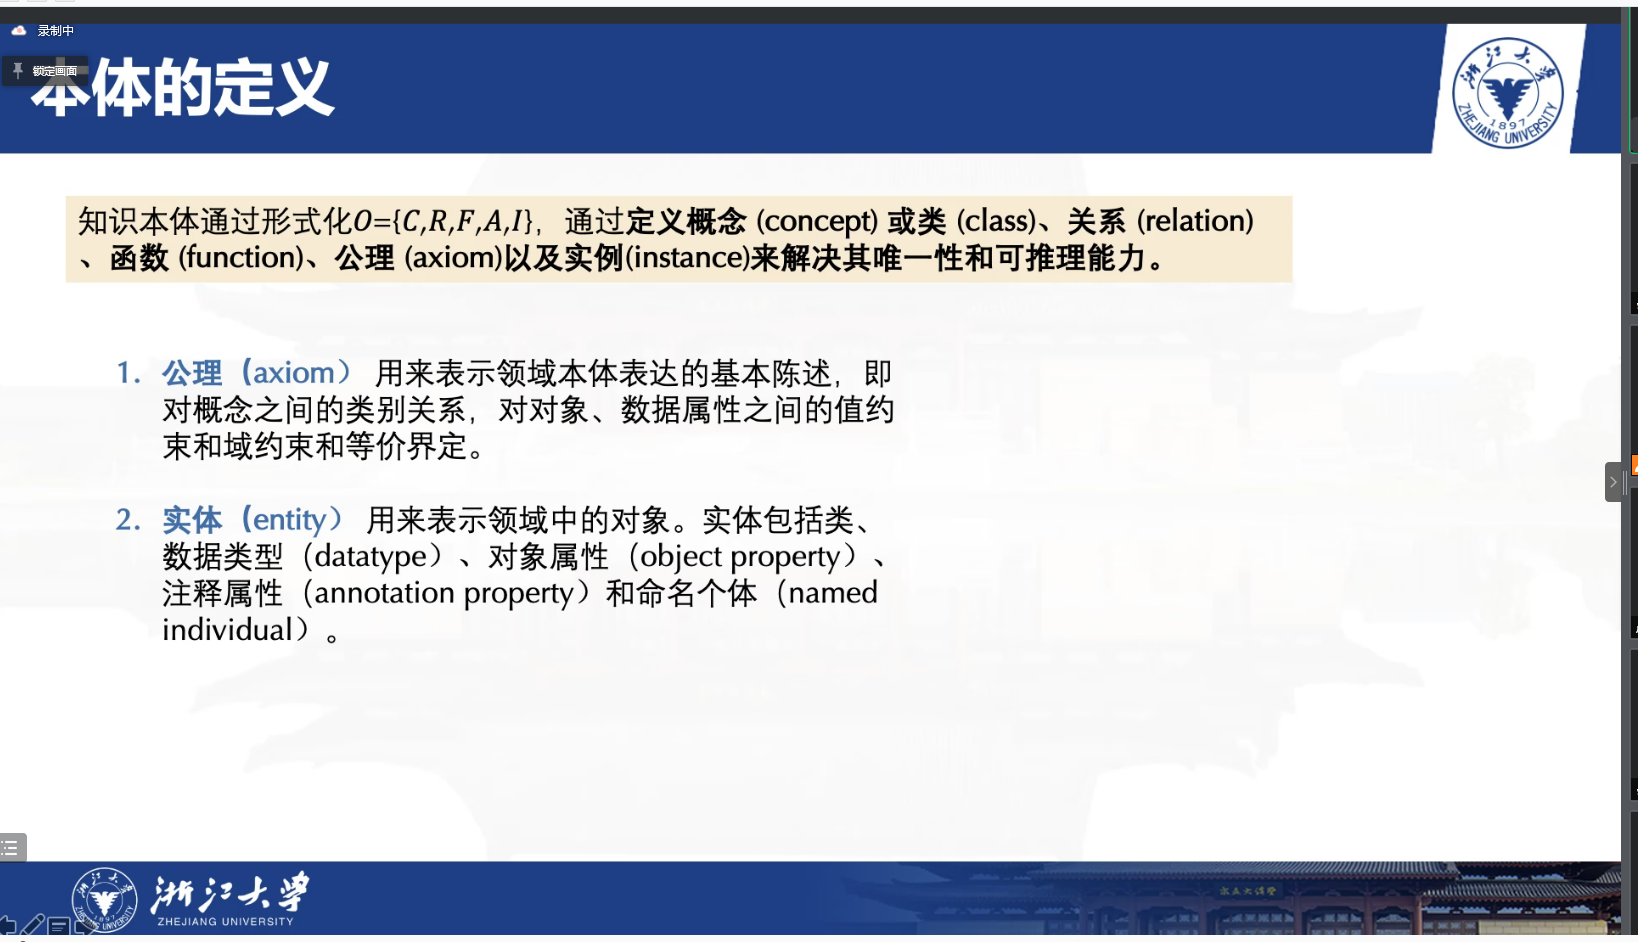 录制中
锁定画面
本体的定义
浙江大学
1897
ZHEJIANG UNIVERSITY
知识本体通过形式化O={C,R,F,A,I}，通过定义概念 (concept) 或类 (class)、关系 (relation)
、函数 (function)、公理 (axiom)以及实例(instance)来解决其唯一性和可推理能力。
1. 公理（axiom） 用来表示领域本体表达的基本陈述，即
对概念之间的类别关系，对对象、数据属性之间的值约
束和域约束和等价界定。
2. 实体（entity） 用来表示领域中的对象。实体包括类、
数据类型（datatype）、对象属性（object property）、
注释属性（annotation property）和命名个体（named
individual）。
浙江大学
ZHEJIANG UNIVERSITY